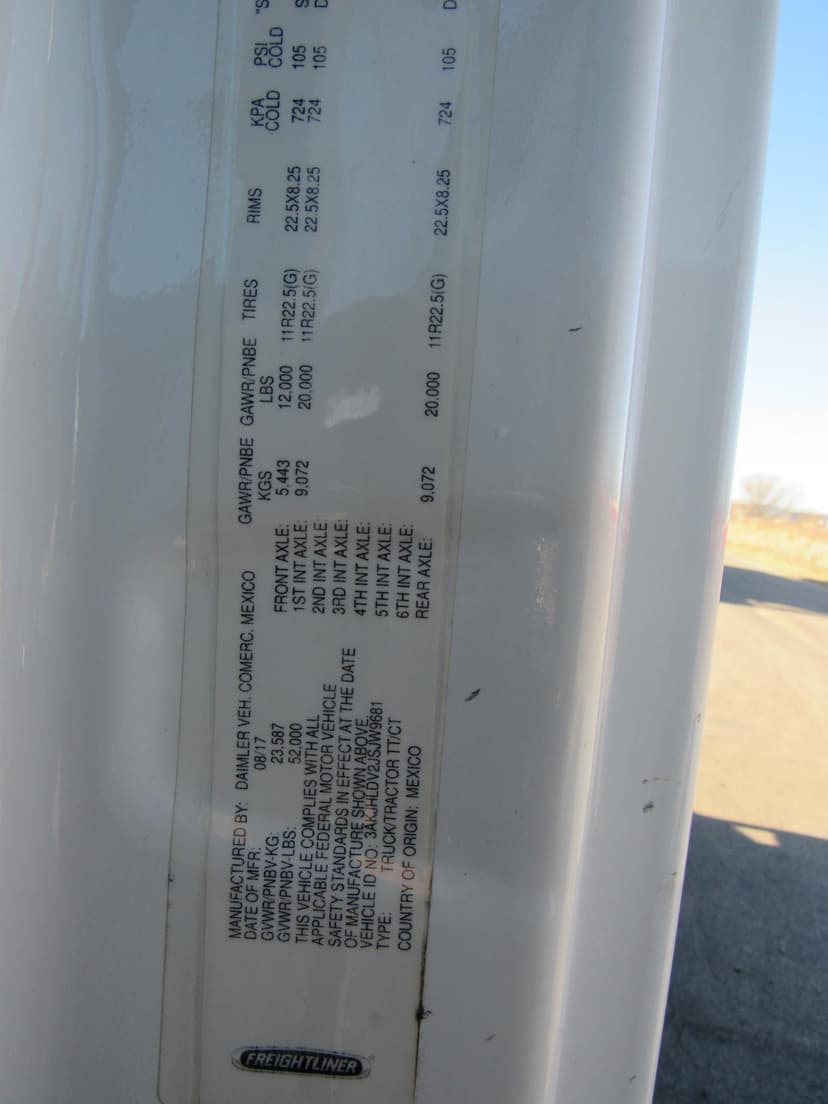 FREIGHTLINER
MANUFACTURED BY: DAIMLER VEH. COMERC. MEXICO
DATE OF MFR: 08/17
GVWR/PNBV-KG: 23,587
GVWR/PNBV-LBS: 52,000
THIS VEHICLE COMPLIES WITH ALL
APPLICABLE FEDERAL MOTOR VEHICLE
SAFETY STANDARDS IN EFFECT AT THE DATE
OF MANUFACTURE SHOWN ABOVE.
VEHICLE ID NO: 3AKJHLDV2JSJW9681
TYPE: TRUCK/TRACTOR TT/CT
COUNTRY OF ORIGIN: MEXICO
GAWR/PNBE GAWR/PNBE TIRES RIMS KPA PSI "S
KGS LBS COLD COLD
FRONT AXLE: 5,443 12,000 11R22.5(G) 22.5X8.25 724 105 S
1ST INT AXLE: 9,072 20,000 11R22.5(G) 22.5X8.25 724 105 D
2ND INT AXLE:
3RD INT AXLE:
4TH INT AXLE:
5TH INT AXLE:
6TH INT AXLE:
REAR AXLE: 9,072 20,000 11R22.5(G) 22.5X8.25 724 105 D